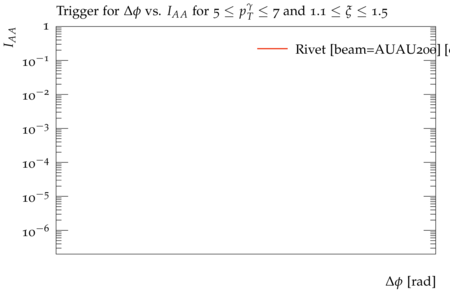 Trigger for Δϕ vs. I_AA for 5 ≤ p_T^γ ≤ 7 and 1.1 ≤ ξ ≤ 1.5
I_AA
1
Rivet [beam=AUAU200] [
10⁻¹
10⁻²
10⁻³
10⁻⁴
10⁻⁵
10⁻⁶
Δϕ [rad]